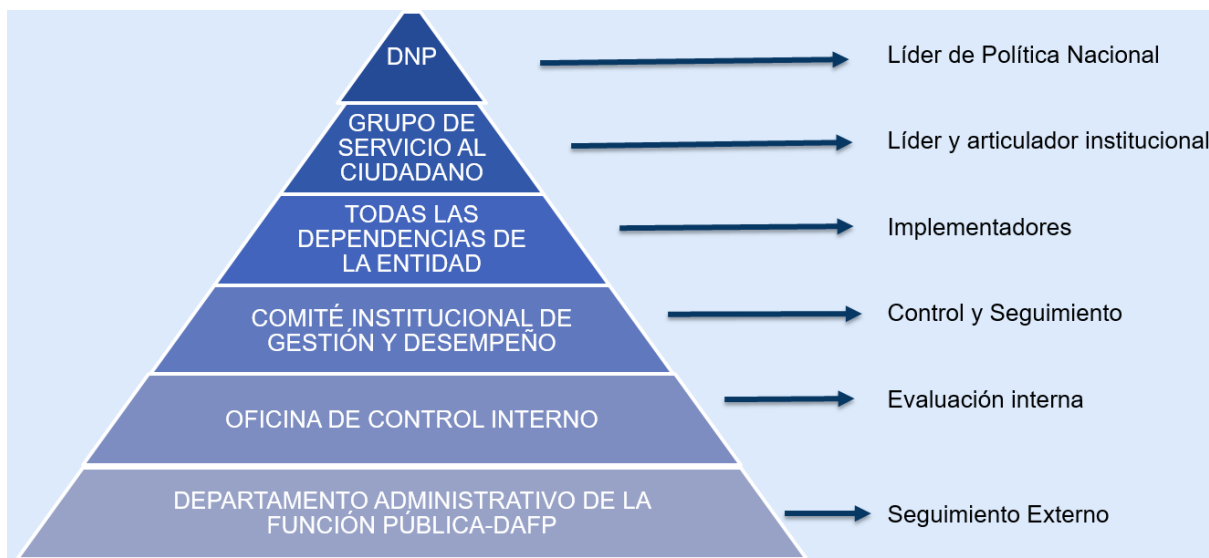 DNP
Líder de Política Nacional
GRUPO DE
SERVICIO AL
CIUDADANO
Líder y articulador institucional
TODAS LAS
DEPENDENCIAS DE
LA ENTIDAD
Implementadores
COMITÉ INSTITUCIONAL DE
GESTIÓN Y DESEMPEÑO
Control y Seguimiento
OFICINA DE CONTROL INTERNO
Evaluación interna
DEPARTAMENTO ADMINISTRATIVO DE LA
FUNCIÓN PÚBLICA-DAFP
Seguimiento Externo